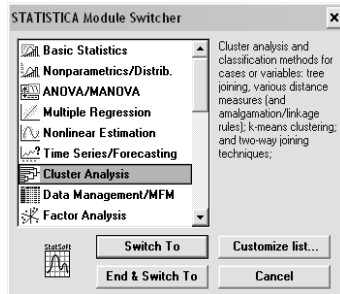 STATISTICA Module Switcher
Basic Statistics
Nonparametrics/Distrib.
ANOVA/MANOVA
Multiple Regression
Nonlinear Estimation
Time Series/Forecasting
Cluster Analysis
Data Management/MFM
Factor Analysis
Cluster analysis and
classification methods for
cases or variables: tree
joining, various distance
measures (and
amalgamation/linkage
rules); k-means clustering;
and two-way joining
techniques;
StatSoft
Switch To
Customize list...
End & Switch To
Cancel